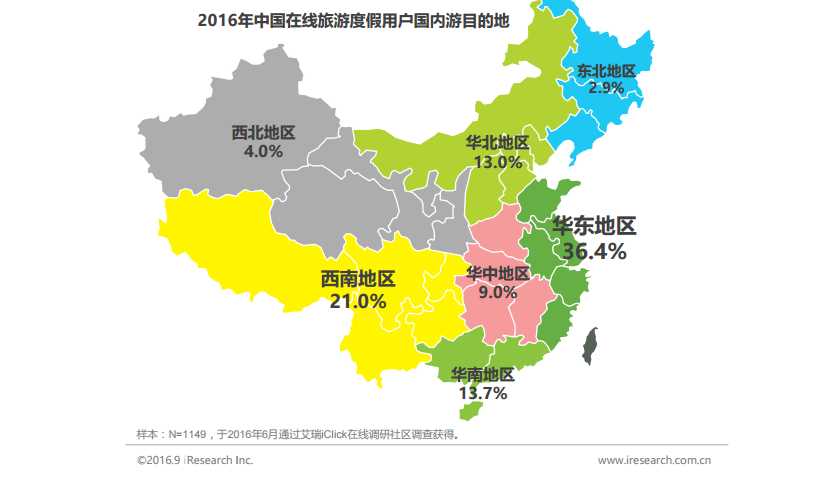 2016年中国在线旅游度假用户国内游目的地
东北地区
2.9%
西北地区
4.0%
华北地区
13.0%
华东地区
36.4%
西南地区
21.0%
华中地区
9.0%
华南地区
13.7%
样本：N=1149，于2016年6月通过艾瑞iClick在线调研社区调查获得。
©2016.9 iResearch Inc.
www.iresearch.com.cn